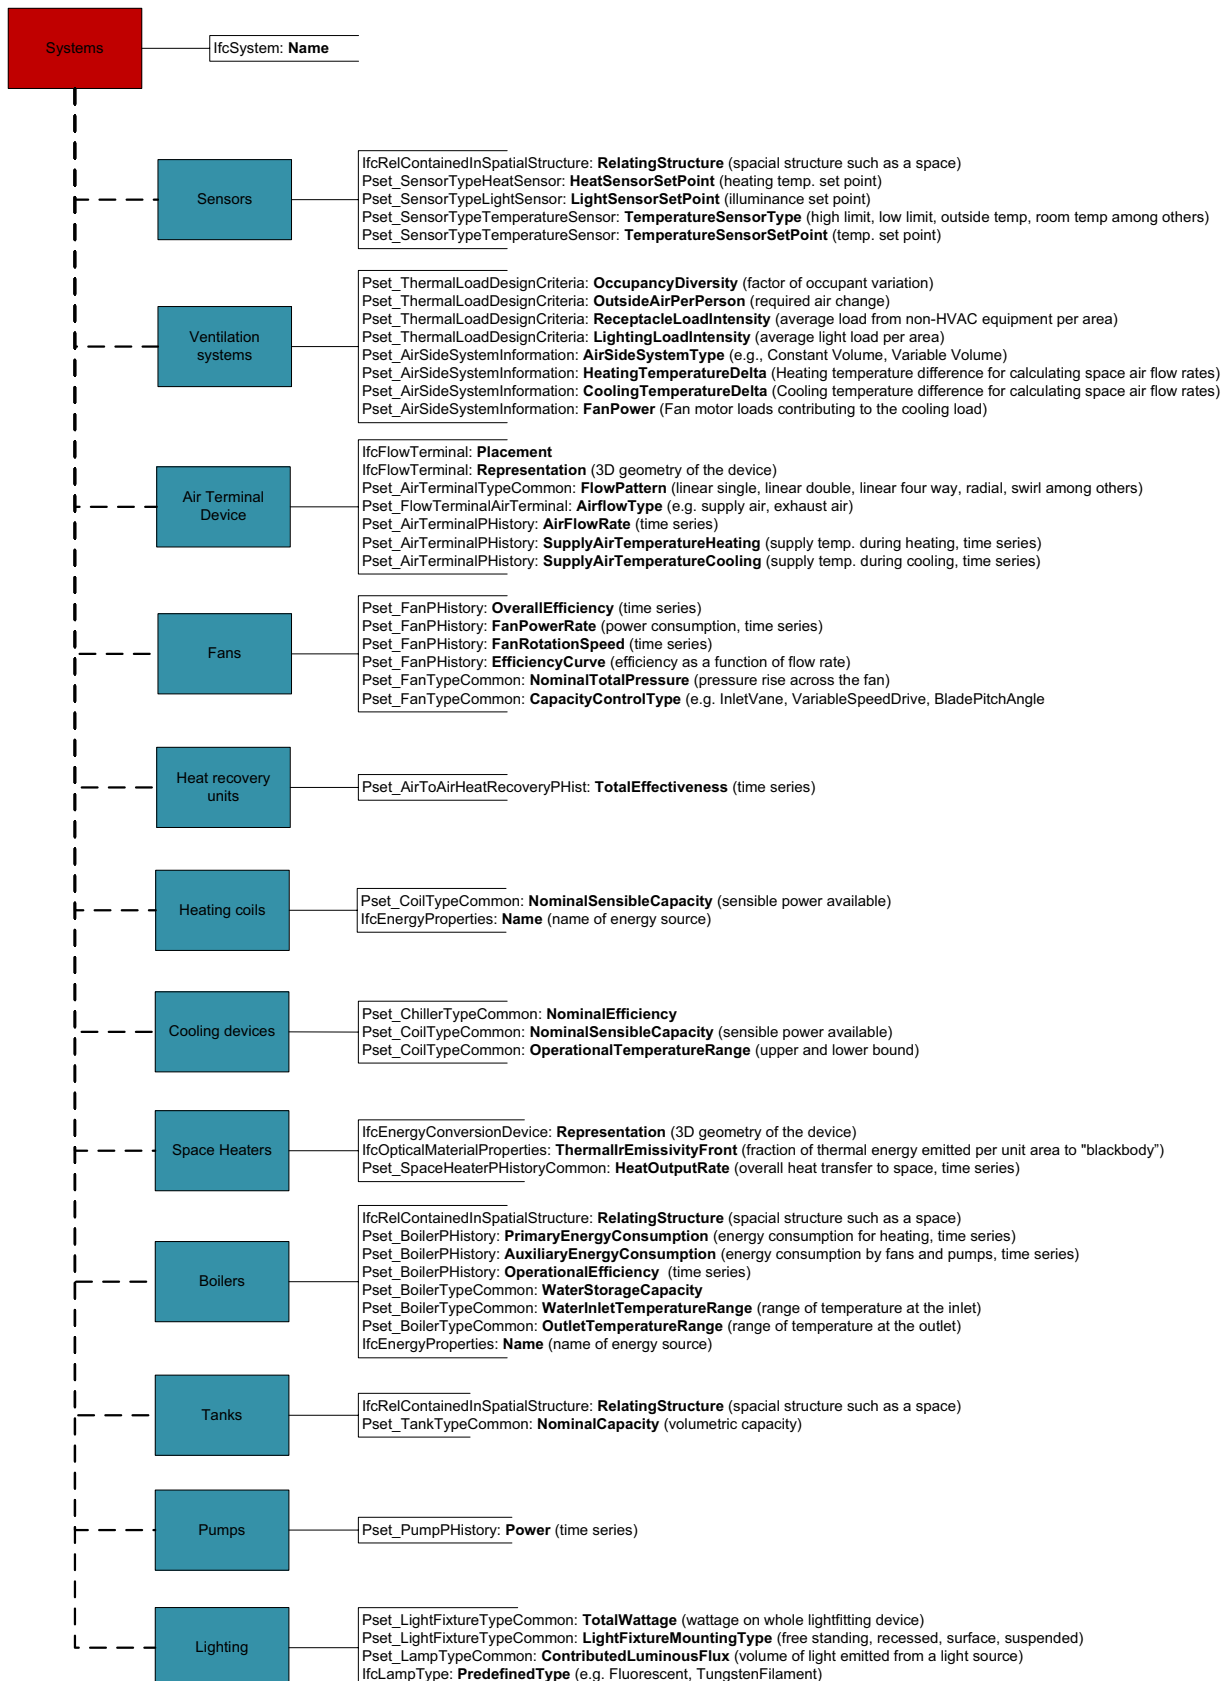 Systems
IfcSystem: Name
Sensors
IfcRelContainedInSpatialStructure: RelatingStructure (spacial structure such as a space)
Pset_SensorTypeHeatSensor: HeatSensorSetPoint (heating temp. set point)
Pset_SensorTypeLightSensor: LightSensorSetPoint (illuminance set point)
Pset_SensorTypeTemperatureSensor: TemperatureSensorType (high limit, low limit, outside temp, room temp among others)
Pset_SensorTypeTemperatureSensor: TemperatureSensorSetPoint (temp. set point)
Ventilation
systems
Pset_ThermalLoadDesignCriteria: OccupancyDiversity (factor of occupant variation)
Pset_ThermalLoadDesignCriteria: OutsideAirPerPerson (required air change)
Pset_ThermalLoadDesignCriteria: ReceptacleLoadIntensity (average load from non-HVAC equipment per area)
Pset_ThermalLoadDesignCriteria: LightingLoadIntensity (average light load per area)
Pset_AirSideSystemInformation: AirSideSystemType (e.g., Constant Volume, Variable Volume)
Pset_AirSideSystemInformation: HeatingTemperatureDelta (Heating temperature difference for calculating space air flow rates)
Pset_AirSideSystemInformation: CoolingTemperatureDelta (Cooling temperature difference for calculating space air flow rates)
Pset_AirSideSystemInformation: FanPower (Fan motor loads contributing to the cooling load)
Air Terminal
Device
IfcFlowTerminal: Placement
IfcFlowTerminal: Representation (3D geometry of the device)
Pset_AirTerminalTypeCommon: FlowPattern (linear single, linear double, linear four way, radial, swirl among others)
Pset_FlowTerminalAirTerminal: AirflowType (e.g. supply air, exhaust air)
Pset_AirTerminalPHistory: AirFlowRate (time series)
Pset_AirTerminalPHistory: SupplyAirTemperatureHeating (supply temp. during heating, time series)
Pset_AirTerminalPHistory: SupplyAirTemperatureCooling (supply temp. during cooling, time series)
Fans
Pset_FanPHistory: OverallEfficiency (time series)
Pset_FanPHistory: FanPowerRate (power consumption, time series)
Pset_FanPHistory: FanRotationSpeed (time series)
Pset_FanPHistory: EfficiencyCurve (efficiency as a function of flow rate)
Pset_FanTypeCommon: NominalTotalPressure (pressure rise across the fan)
Pset_FanTypeCommon: CapacityControlType (e.g. InletVane, VariableSpeedDrive, BladePitchAngle
Heat recovery
units
Pset_AirToAirHeatRecoveryPHist: TotalEffectiveness (time series)
Heating coils
Pset_CoilTypeCommon: NominalSensibleCapacity (sensible power available)
IfcEnergyProperties: Name (name of energy source)
Cooling devices
Pset_ChillerTypeCommon: NominalEfficiency
Pset_CoilTypeCommon: NominalSensibleCapacity (sensible power available)
Pset_CoilTypeCommon: OperationalTemperatureRange (upper and lower bound)
Space Heaters
IfcEnergyConversionDevice: Representation (3D geometry of the device)
IfcOpticalMaterialProperties: ThermalIrEmissivityFront (fraction of thermal energy emitted per unit area to "blackbody”)
Pset_SpaceHeaterPHistoryCommon: HeatOutputRate (overall heat transfer to space, time series)
Boilers
IfcRelContainedInSpatialStructure: RelatingStructure (spacial structure such as a space)
Pset_BoilerPHistory: PrimaryEnergyConsumption (energy consumption for heating, time series)
Pset_BoilerPHistory: AuxiliaryEnergyConsumption (energy consumption by fans and pumps, time series)
Pset_BoilerPHistory: OperationalEfficiency (time series)
Pset_BoilerTypeCommon: WaterStorageCapacity
Pset_BoilerTypeCommon: WaterInletTemperatureRange (range of temperature at the inlet)
Pset_BoilerTypeCommon: OutletTemperatureRange (range of temperature at the outlet)
IfcEnergyProperties: Name (name of energy source)
Tanks
IfcRelContainedInSpatialStructure: RelatingStructure (spacial structure such as a space)
Pset_TankTypeCommon: NominalCapacity (volumetric capacity)
Pumps
Pset_PumpPHistory: Power (time series)
Lighting
Pset_LightFixtureTypeCommon: TotalWattage (wattage on whole lightfitting device)
Pset_LightFixtureTypeCommon: LightFixtureMountingType (free standing, recessed, surface, suspended)
Pset_LampTypeCommon: ContributedLuminousFlux (volume of light emitted from a light source)
IfcLampType: PredefinedType (e.g. Fluorescent, TungstenFilament)